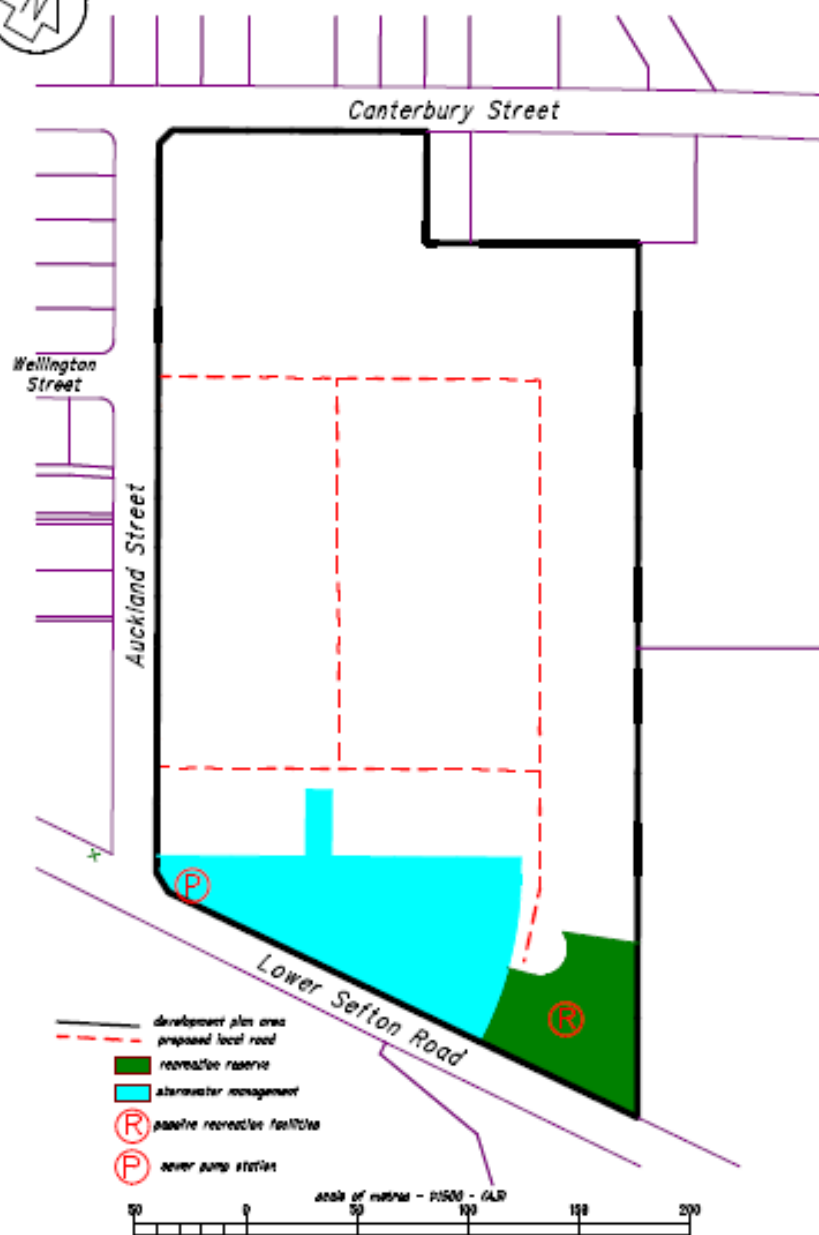 N
Canterbury Street
Wellington
Street
Auckland Street
P
Lower Sefton Road
R
development plan area
proposed local road
recreation reserve
stormwater management
R passive recreation facilities
P sewer pump station
scale of metres - 1:1500 - (A3)
50 0 50 100 150 200